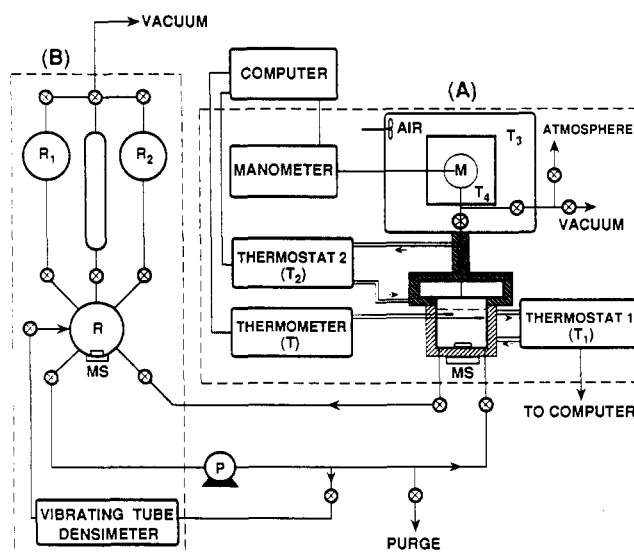 VACUUM
(B)
COMPUTER
(A)
R1
R2
MANOMETER
AIR
T3
M
T4
ATMOSPHERE
VACUUM
THERMOSTAT 2
(T2)
THERMOMETER
(T)
THERMOSTAT 1
(T1)
R
MS
MS
TO COMPUTER
P
VIBRATING TUBE
DENSIMETER
PURGE